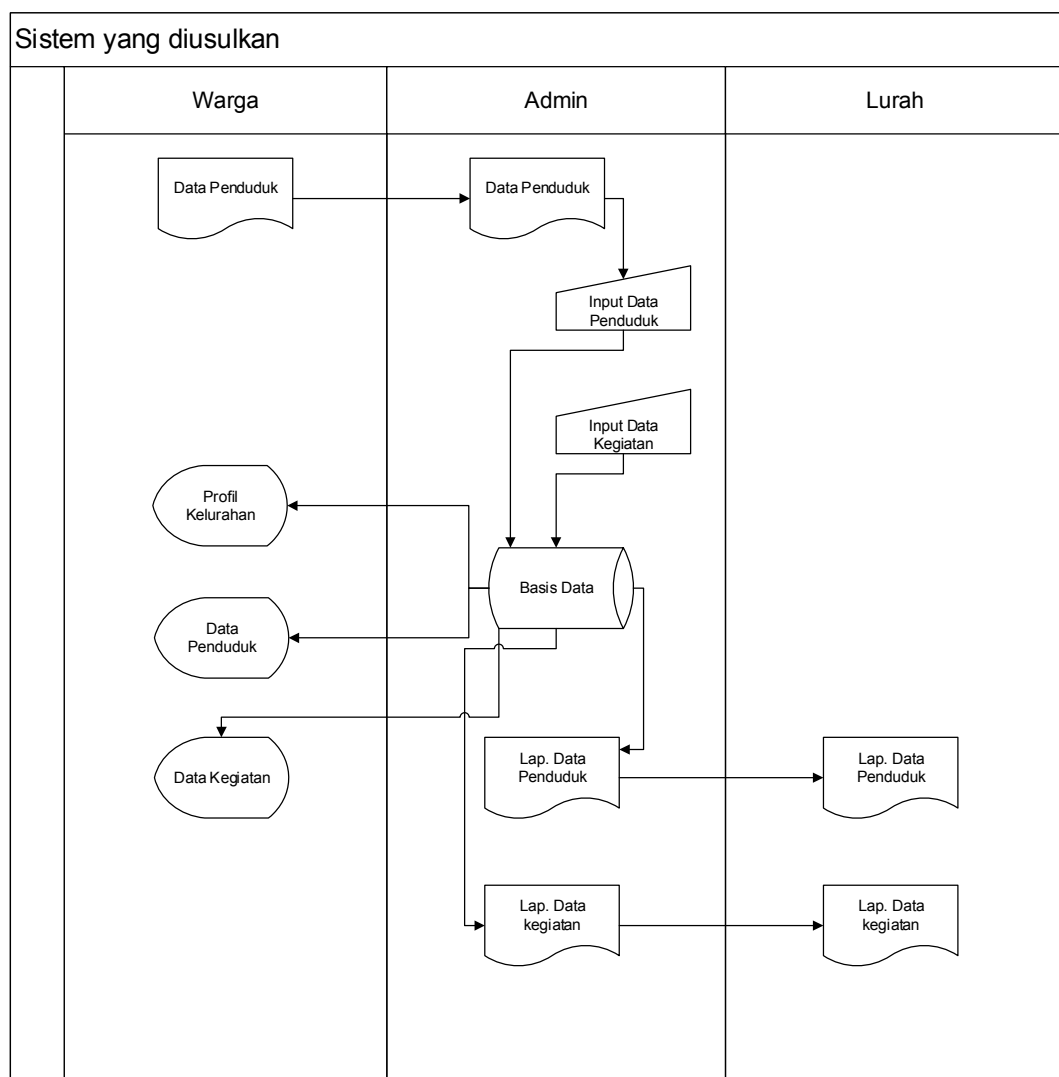 Sistem yang diusulkan
Warga
Admin
Lurah
Data Penduduk
Data Penduduk
Input Data
Penduduk
Input Data
Kegiatan
Profil
Kelurahan
Basis Data
Data
Penduduk
Data Kegiatan
Lap. Data
Penduduk
Lap. Data
Penduduk
Lap. Data
kegiatan
Lap. Data
kegiatan